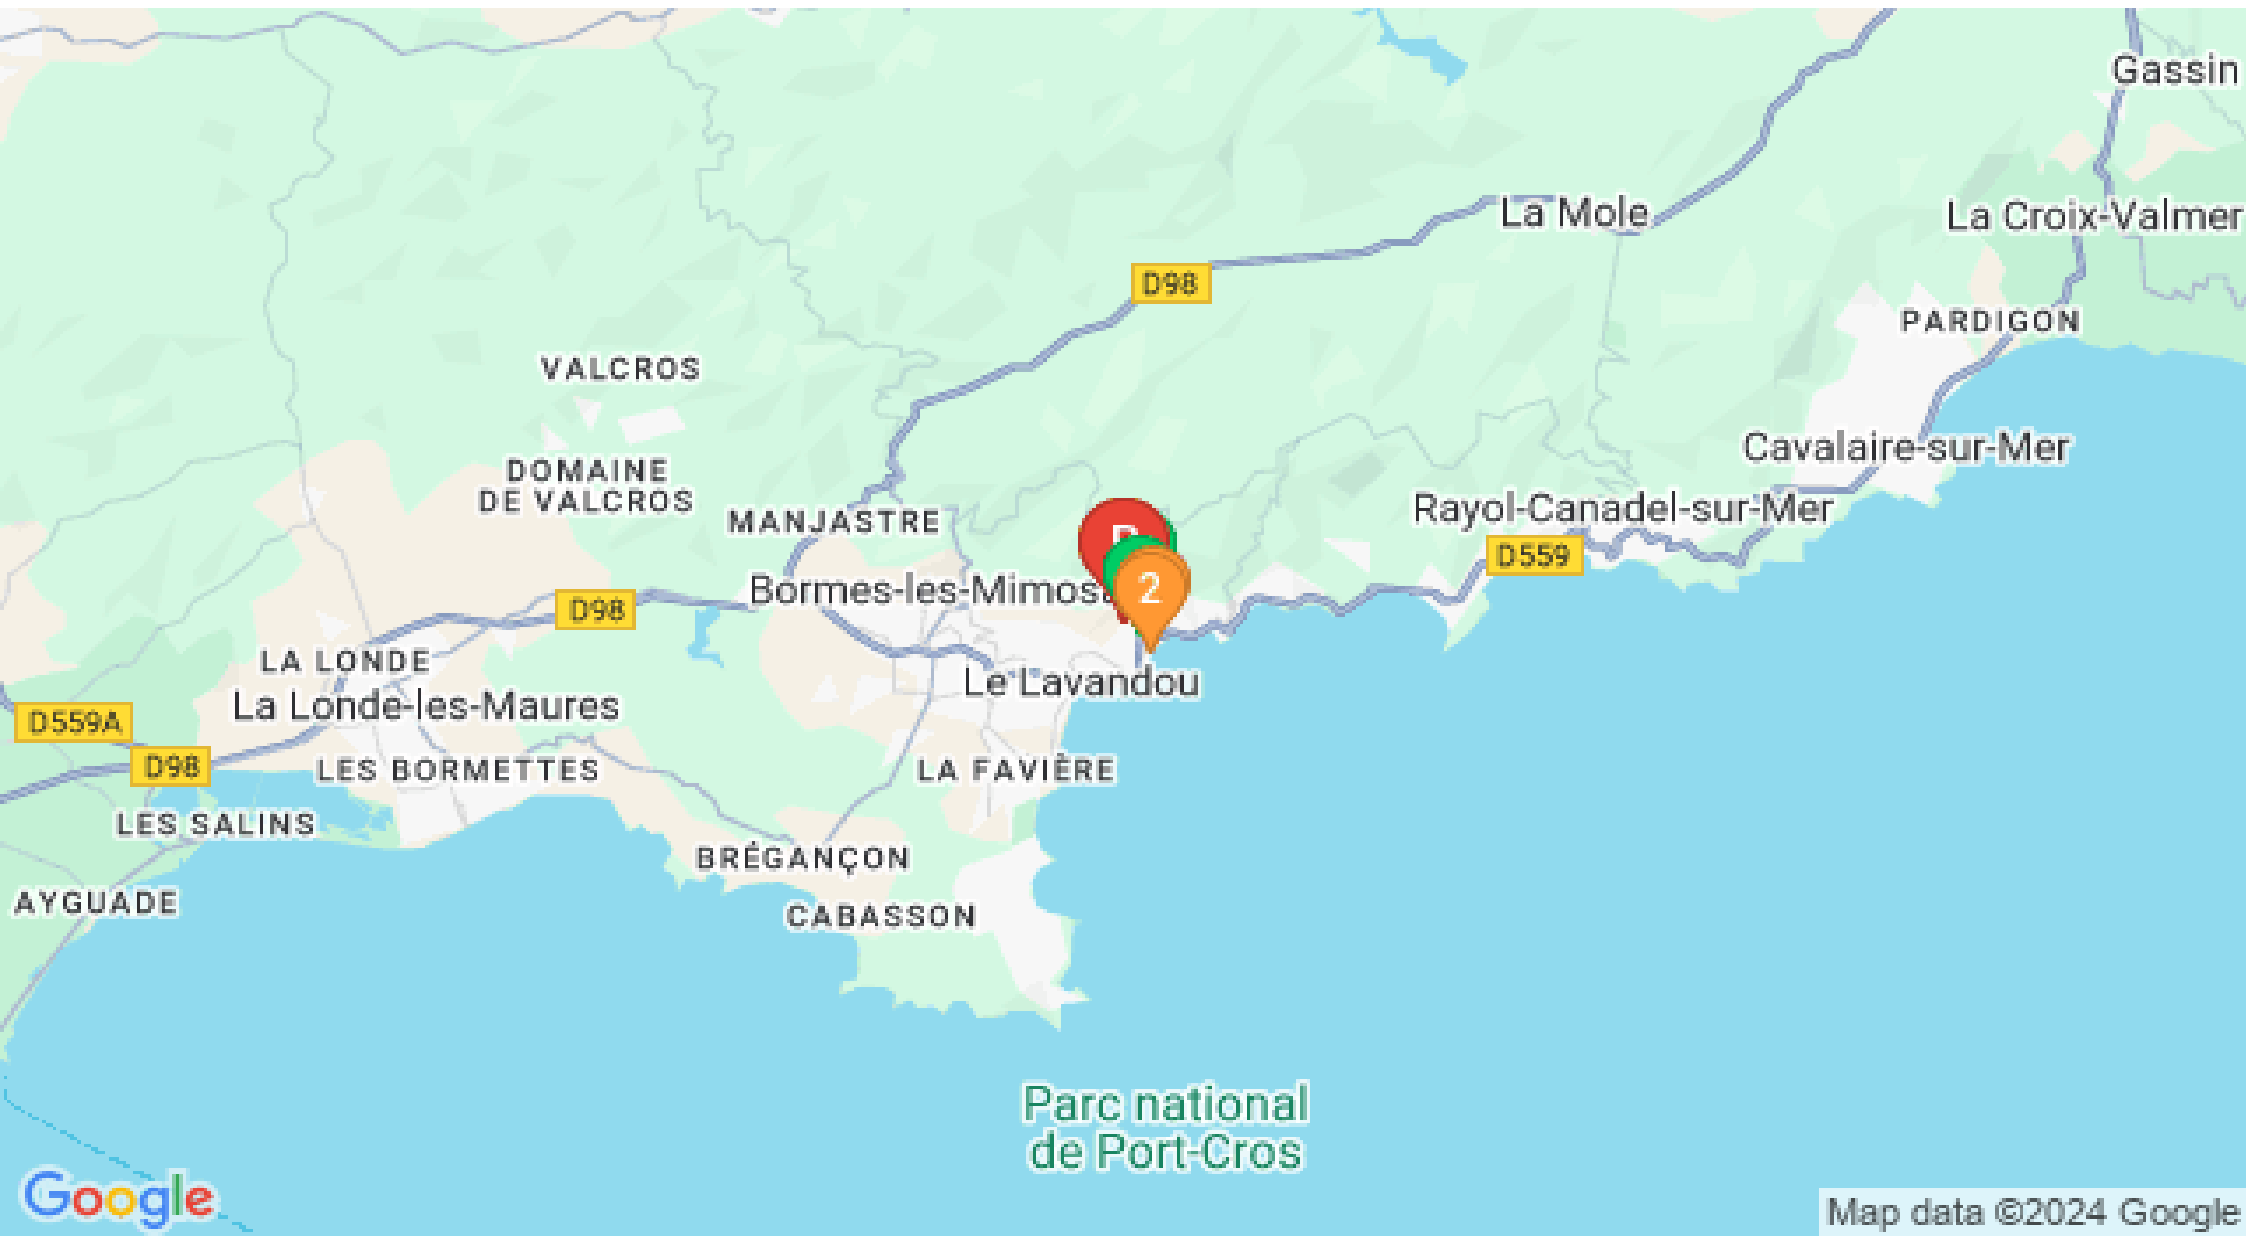 Gassin
La Mole
La Croix-Valmer
D98
PARDIGON
VALCROS
Cavalaire-sur-Mer
DOMAINE
DE VALCROS
MANJASTRE
Rayol-Canadel-sur-Mer
D559
Bormes-les-Mimos
2
D98
LA LONDE
Le Lavandou
La Londe-les-Maures
D559A
D98
LES BORMETTES
LA FAVIÈRE
LES SALINS
BRÉGANÇON
AYGUADE
CABASSON
Parc national
de Port-Cros
Google
Map data ©2024 Google